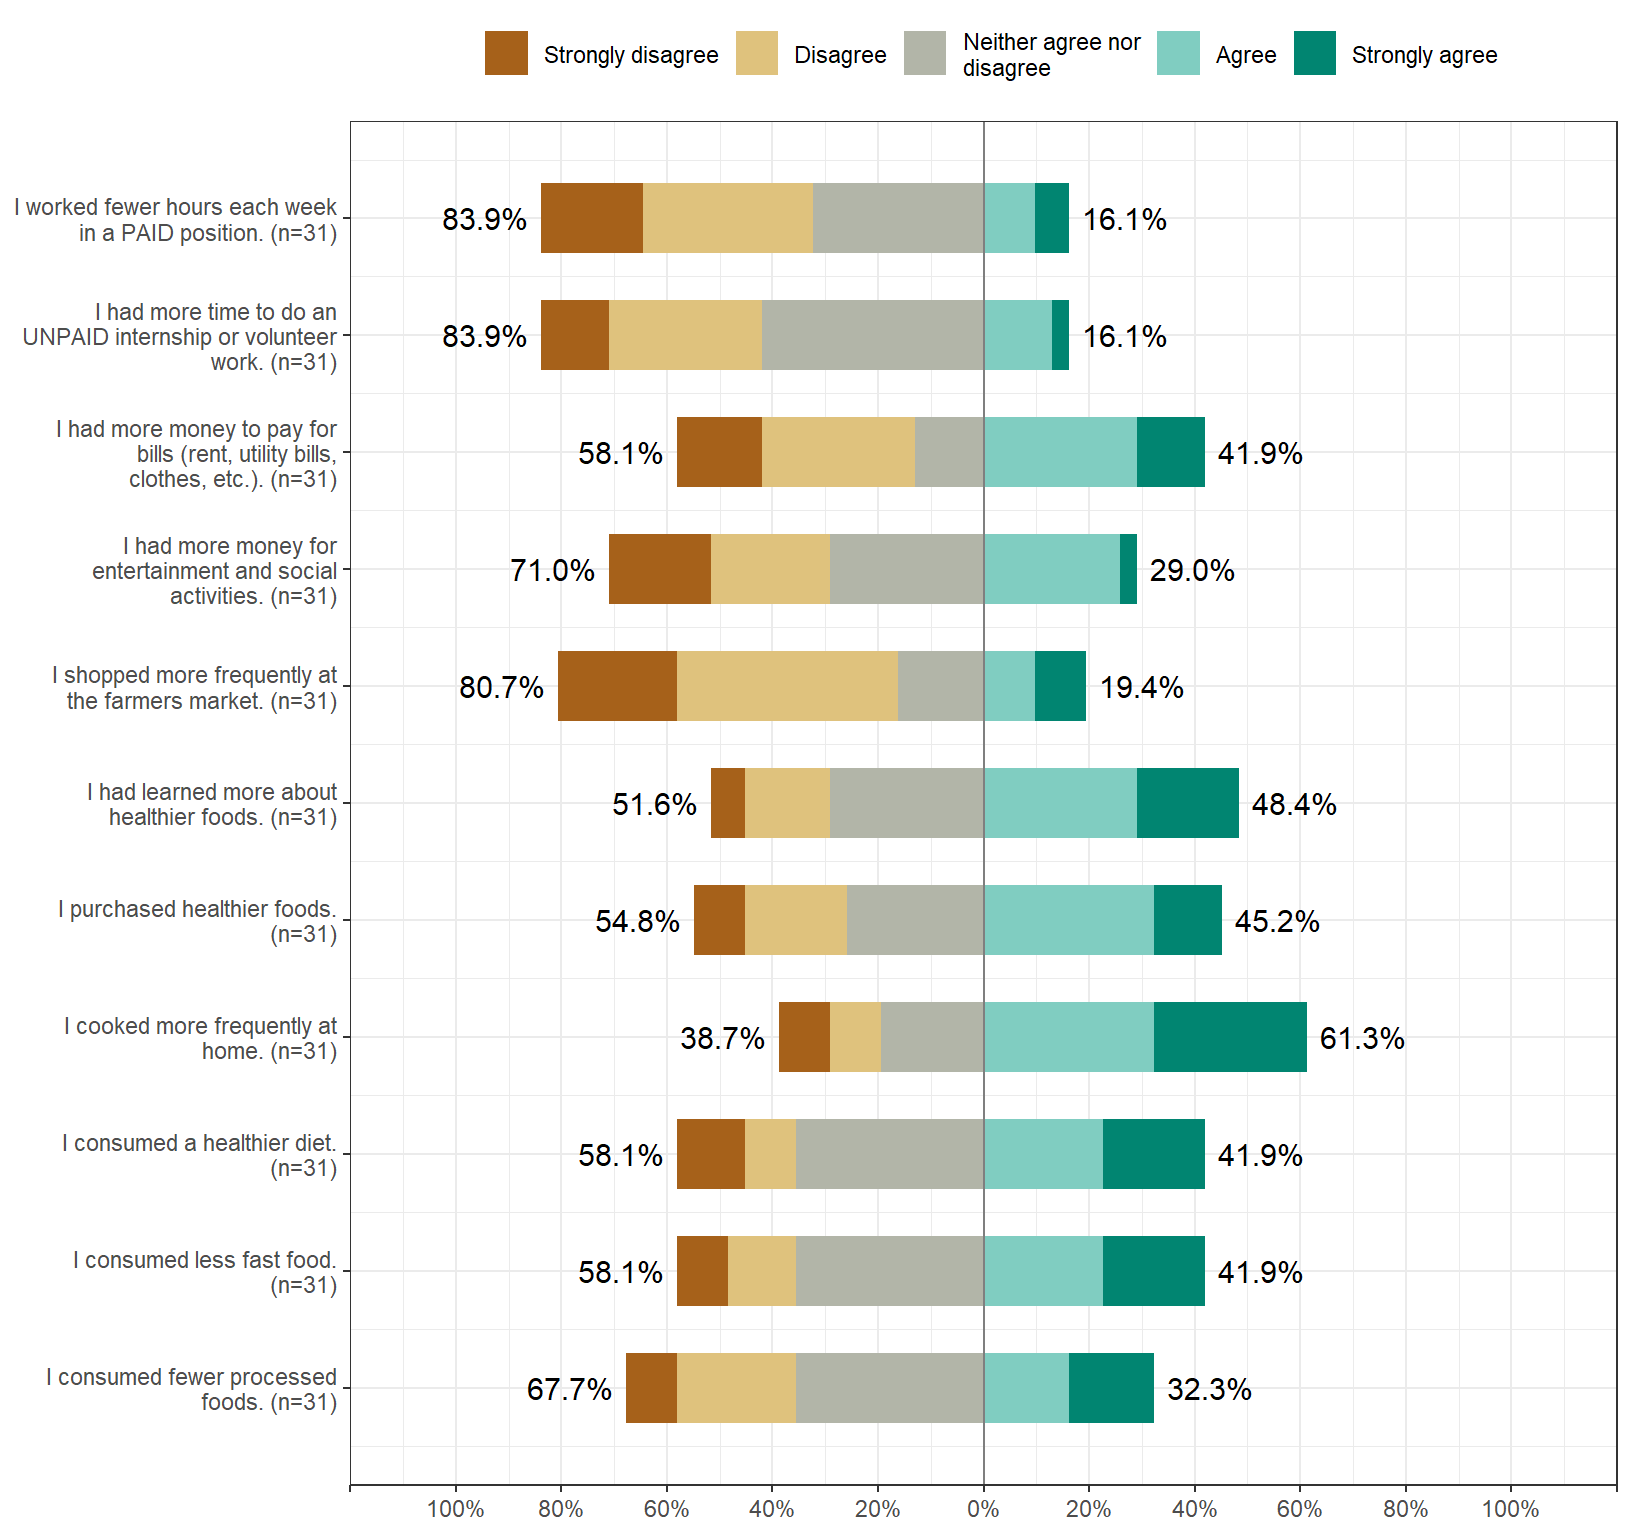 Strongly disagree
Disagree
Neither agree nor
disagree
Agree
Strongly agree
I worked fewer hours each week
in a PAID position. (n=31)
83.9%
16.1%
I had more time to do an
UNPAID internship or volunteer
work. (n=31)
83.9%
16.1%
I had more money to pay for
bills (rent, utility bills,
clothes, etc.). (n=31)
58.1%
41.9%
I had more money for
entertainment and social
activities. (n=31)
71.0%
29.0%
I shopped more frequently at
the farmers market. (n=31)
80.7%
19.4%
I had learned more about
healthier foods. (n=31)
51.6%
48.4%
I purchased healthier foods.
(n=31)
54.8%
45.2%
I cooked more frequently at
home. (n=31)
38.7%
61.3%
I consumed a healthier diet.
(n=31)
58.1%
41.9%
I consumed less fast food.
(n=31)
58.1%
41.9%
I consumed fewer processed
foods. (n=31)
67.7%
32.3%
100% 80% 60% 40% 20% 0% 20% 40% 60% 80% 100%